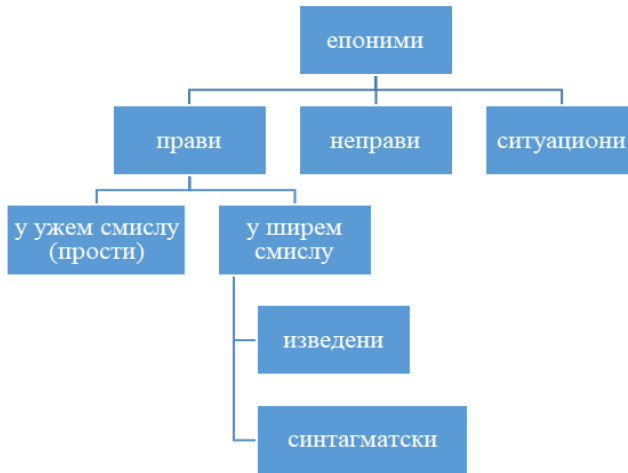 епоними
прави
неправи
ситуациони
у ужем смислу
(прости)
у ширем
смислу
изведени
синтагматски